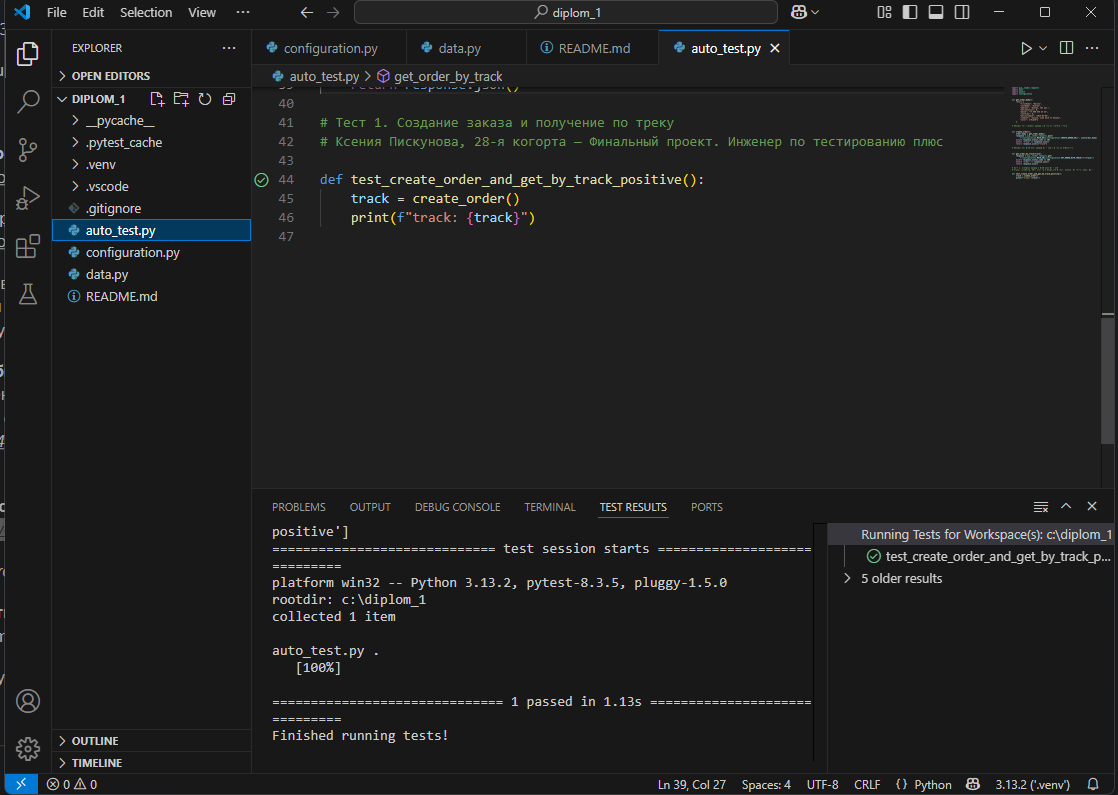 File Edit Selection View ··· diplom_1
EXPLORER ···
OPEN EDITORS
DIPLOM_1
__pycache__
.pytest_cache
.venv
.vscode
.gitignore
auto_test.py
configuration.py
data.py
README.md
OUTLINE
TIMELINE
configuration.py data.py README.md auto_test.py
auto_test.py > get_order_by_track
39 return response.json()
40
41 # Тест 1. Создание заказа и получение по треку
42 # Ксения Пискунова, 28-я когорта — Финальный проект. Инженер по тестированию плюс
43
44 def test_create_order_and_get_by_track_positive():
45 track = create_order()
46 print(f"track: {track}")
47
PROBLEMS OUTPUT DEBUG CONSOLE TERMINAL TEST RESULTS PORTS
positive']
============================= test session starts =====================
=========
platform win32 -- Python 3.13.2, pytest-8.3.5, pluggy-1.5.0
rootdir: c:\diplom_1
collected 1 item
auto_test.py .
[100%]
============================== 1 passed in 1.13s =====================
=========
Finished running tests!
Running Tests for Workspace(s): c:\diplom_1
test_create_order_and_get_by_track_p...
5 older results
0 0 Ln 39, Col 27 Spaces: 4 UTF-8 CRLF {} Python 3.13.2 ('.venv')